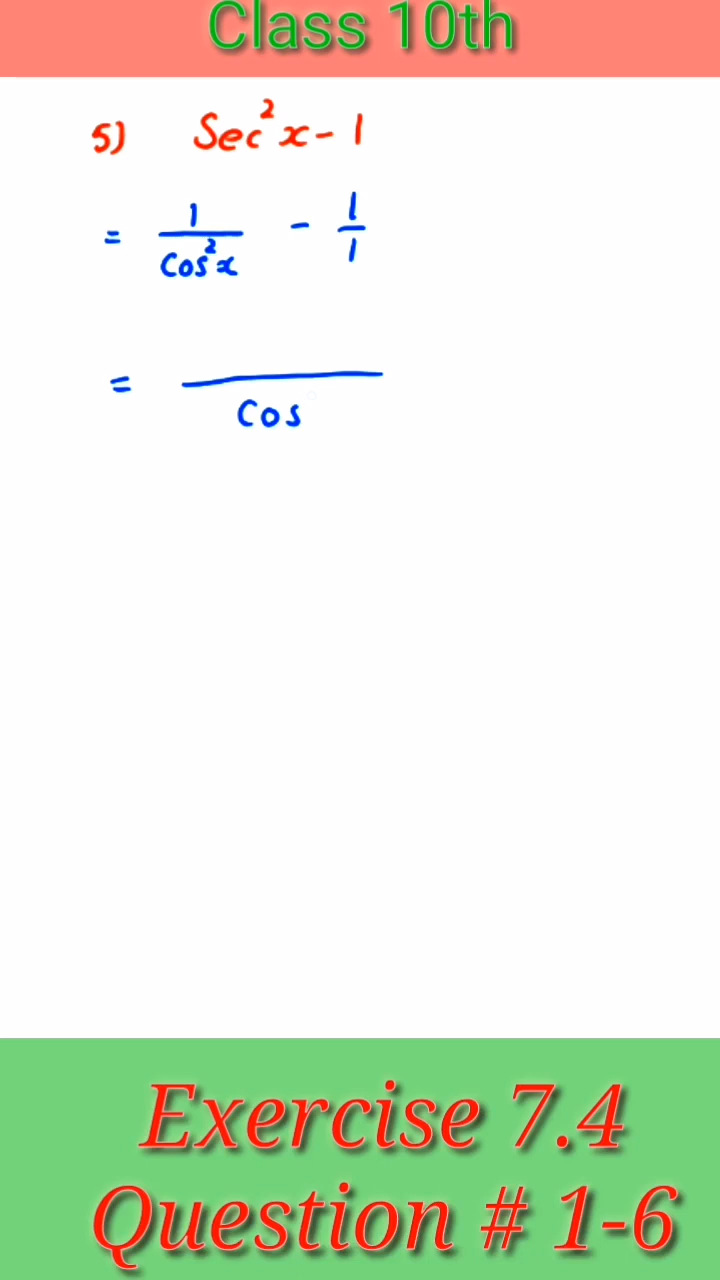 Class 10th
5) Sec²x - 1
= 1/Cos²x - 1/1
= /Cos
Exercise 7.4
Question # 1-6